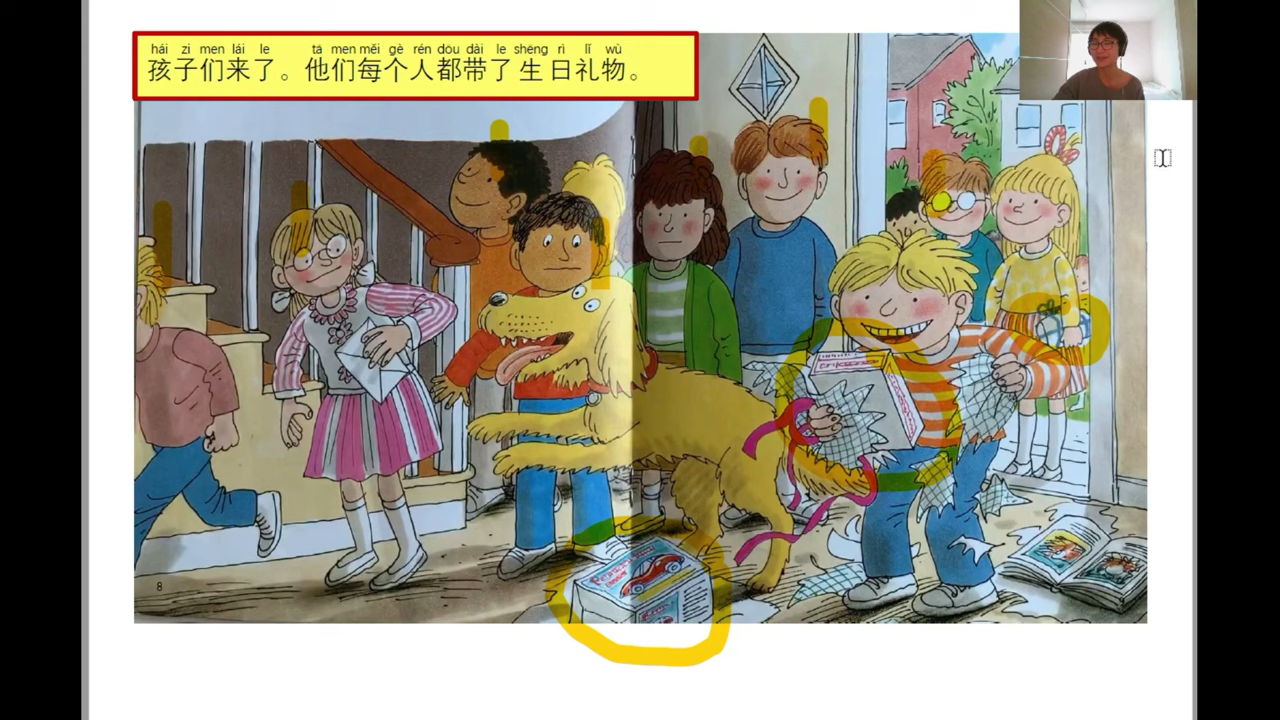 hái zi men lái le tā men měi gè rén dōu dài le shēng rì lǐ wù
孩子们来了。他们每个人都带了生日礼物。
8